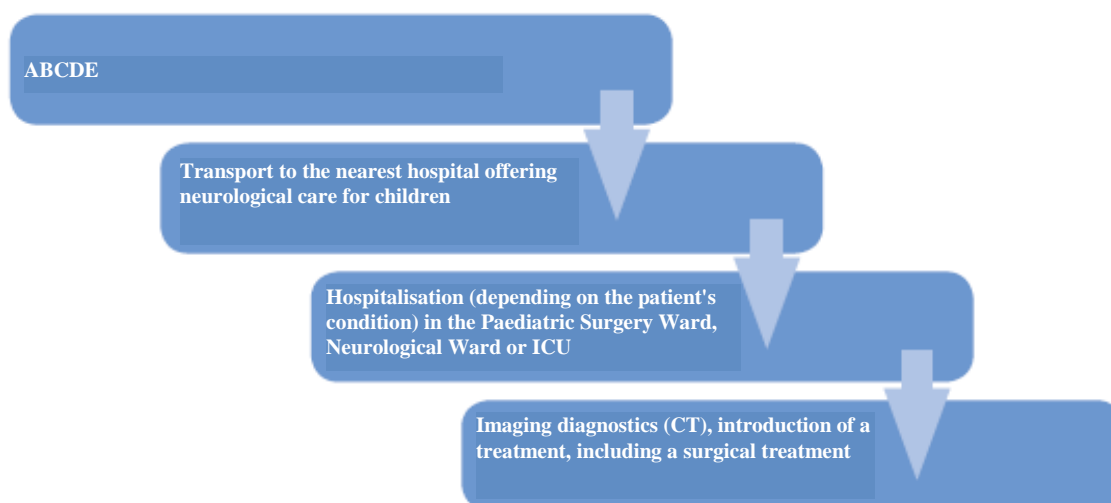 ABCDE
Transport to the nearest hospital offering
neurological care for children
Hospitalisation (depending on the patient's
condition) in the Paediatric Surgery Ward,
Neurological Ward or ICU
Imaging diagnostics (CT), introduction of a
treatment, including a surgical treatment